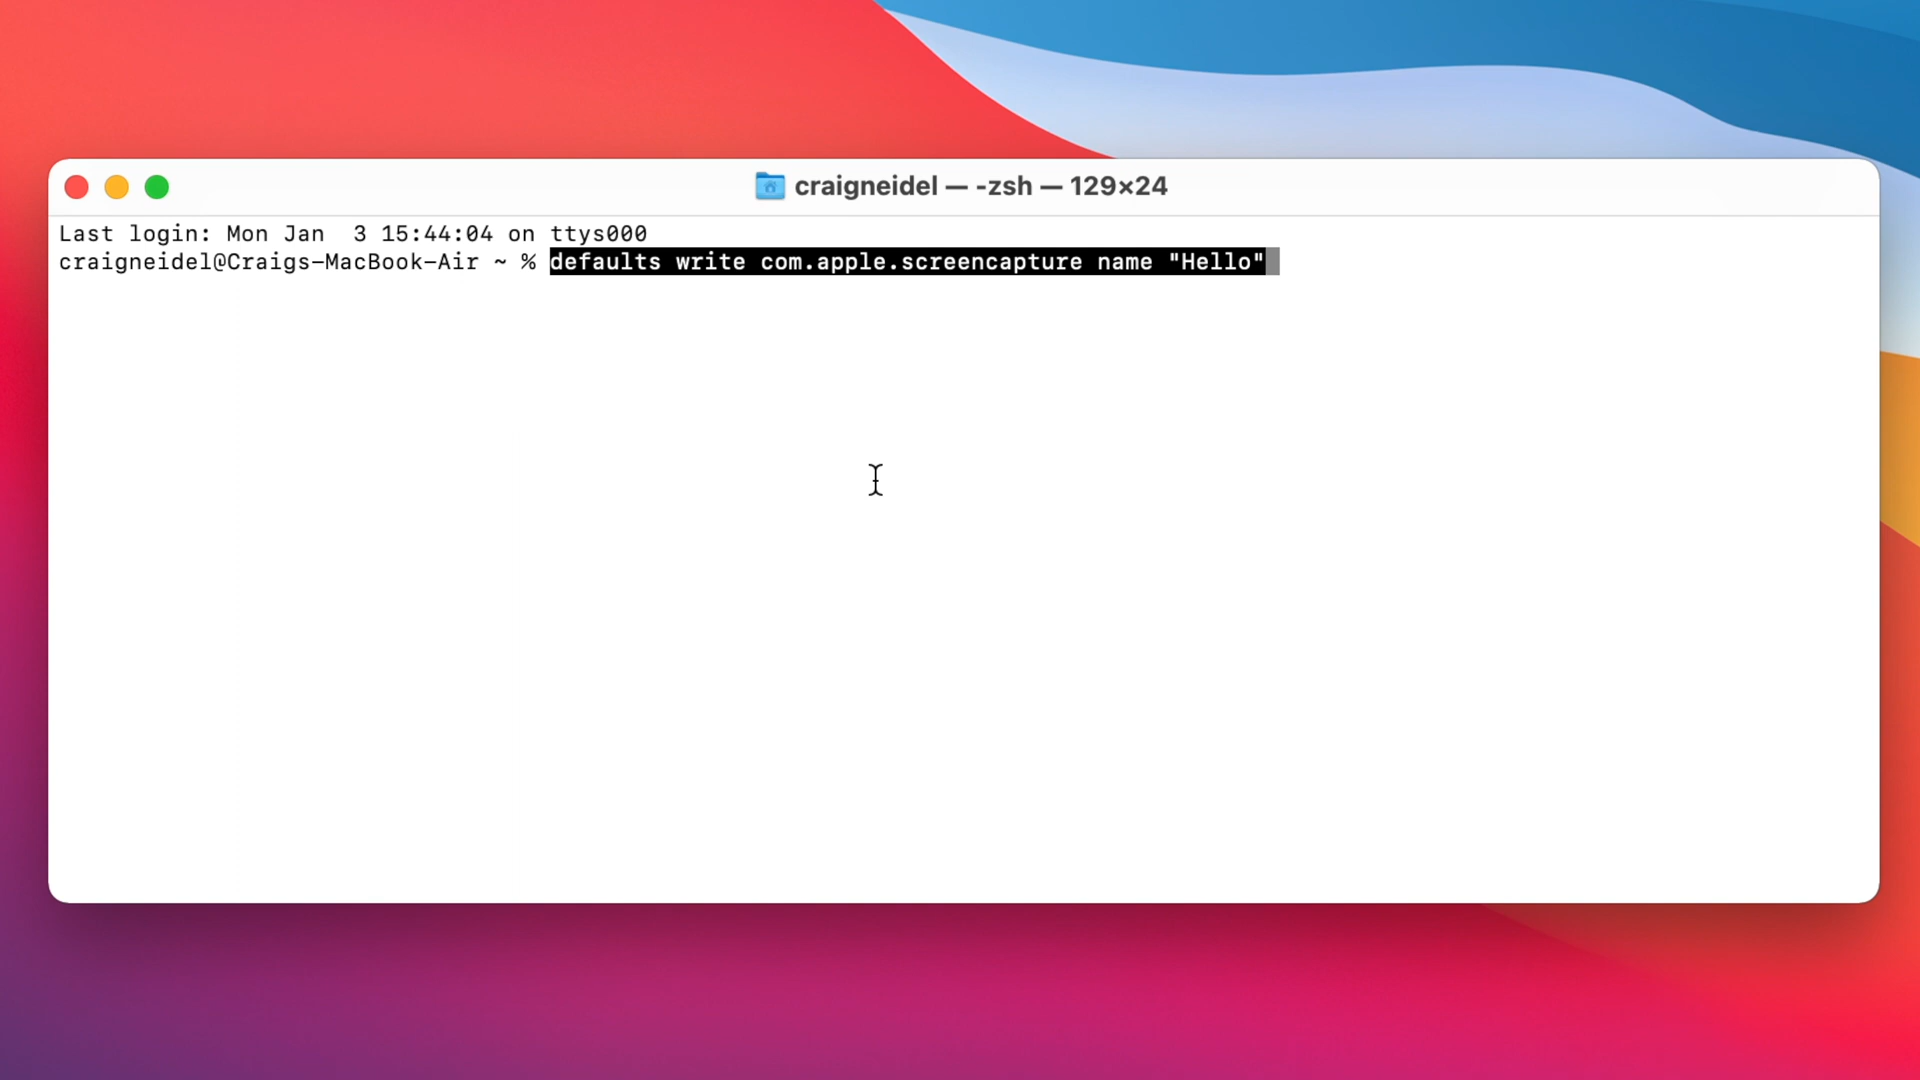 craigneidel — -zsh — 129×24
Last login: Mon Jan  3 15:44:04 on ttys000
craigneidel@Craigs-MacBook-Air ~ % defaults write com.apple.screencapture name "Hello"